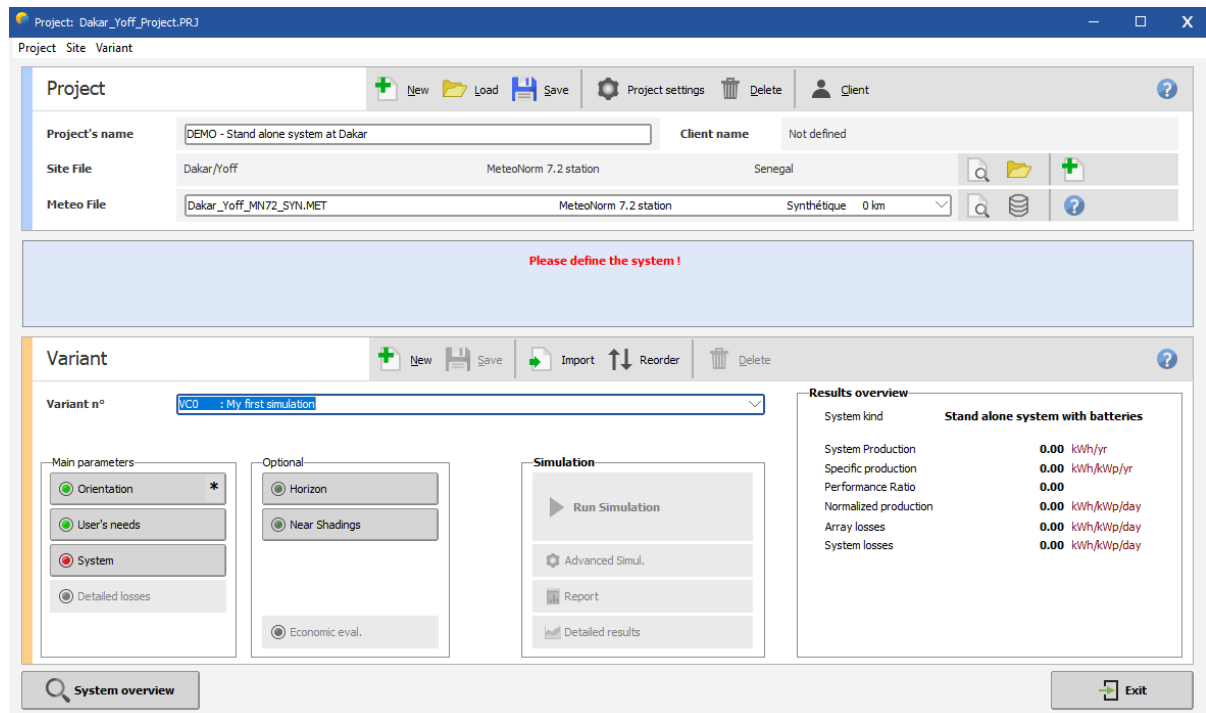 Project: Dakar_Yoff_Project.PRJ
Project Site Variant
Project New Load Save Project settings Delete Client
Project's name DEMO - Stand alone system at Dakar Client name Not defined
Site File Dakar/Yoff MeteoNorm 7.2 station Senegal
Meteo File Dakar_Yoff_MN72_SYN.MET MeteoNorm 7.2 station Synthétique 0 km
Please define the system !
Variant New Save Import Reorder Delete
Variant n° VC0 : My first simulation
Results overview
System kind Stand alone system with batteries
System Production 0.00 kWh/yr
Specific production 0.00 kWh/kWp/yr
Performance Ratio 0.00
Normalized production 0.00 kWh/kWp/day
Array losses 0.00 kWh/kWp/day
System losses 0.00 kWh/kWp/day
Main parameters
Orientation *
User's needs
System
Detailed losses
Optional
Horizon
Near Shadings
Economic eval.
Simulation
Run Simulation
Advanced Simul.
Report
Detailed results
System overview
Exit